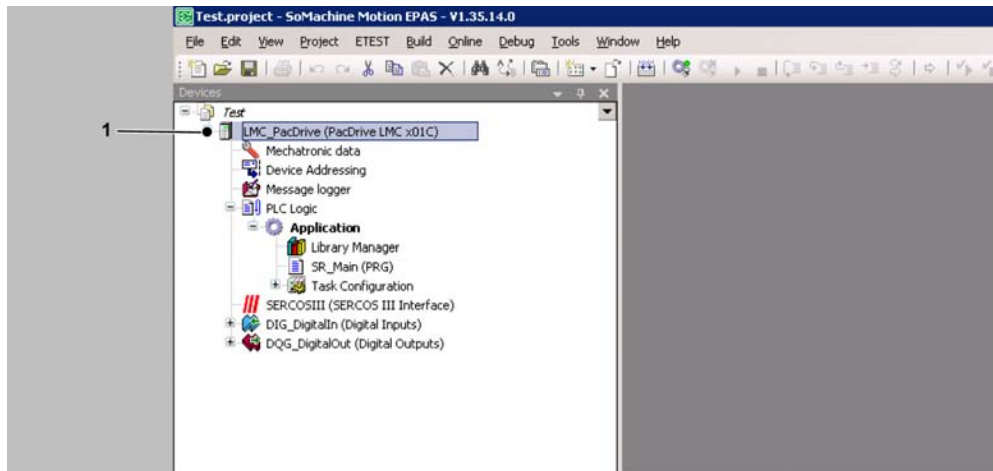 Test.project - SoMachine Motion EPAS - V1.35.14.0
File Edit View Project ETEST Build Online Debug Tools Window Help
Devices
Test
1
LMC_PacDrive (PacDrive LMC x01C)
Mechatronic data
Device Addressing
Message logger
PLC Logic
Application
Library Manager
SR_Main (PRG)
Task Configuration
SERCOSIII (SERCOS III Interface)
DIG_DigitalIn (Digital Inputs)
DQG_DigitalOut (Digital Outputs)